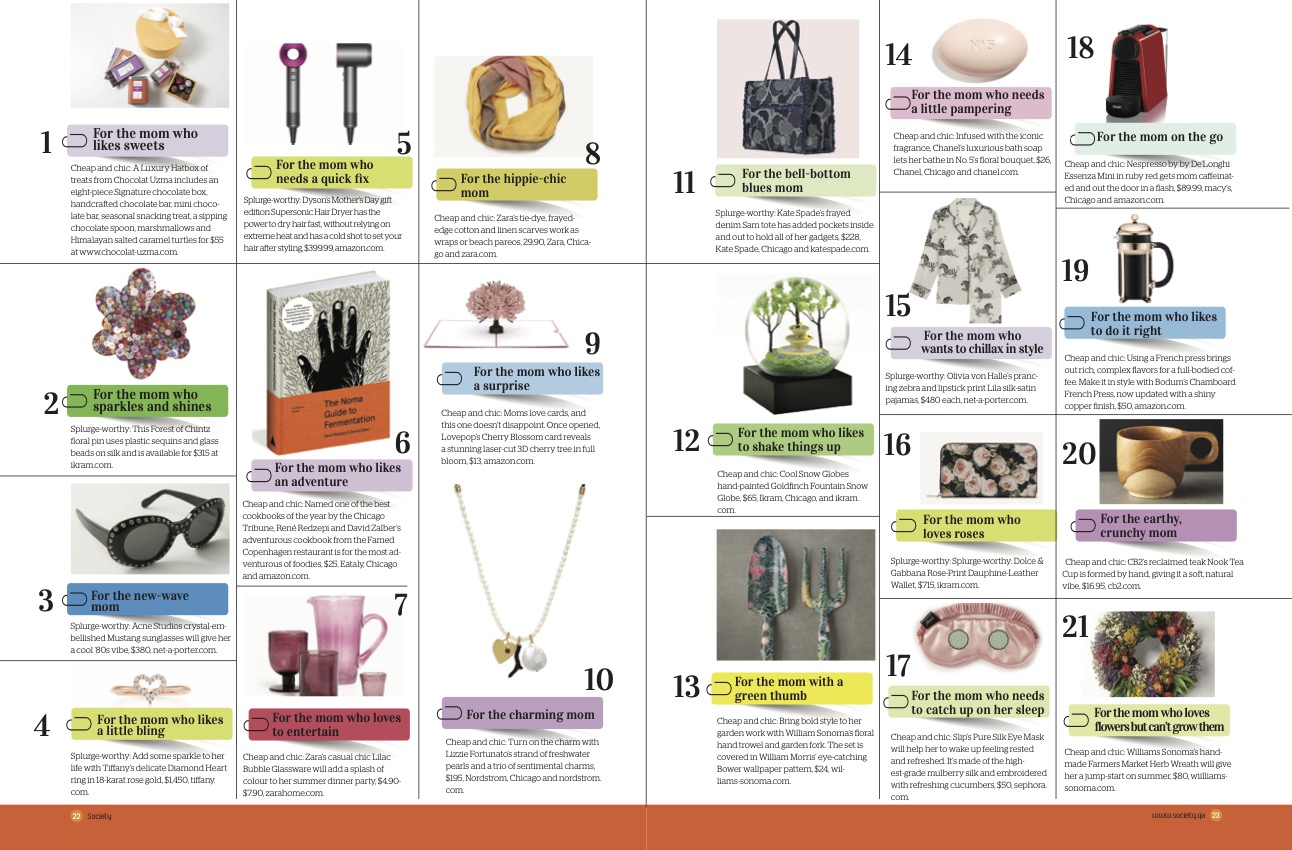 1
For the mom who
likes sweets
Cheap and chic: A Luxury Hatbox of
treats from Chocolat Uzma includes an
eight-piece Signature chocolate box,
handcrafted chocolate bar, mini choco-
late bar, seasonal snacking treat, a sipping
chocolate spoon, marshmallows and
Himalayan salted caramel turtles for $55
at www.chocolat-uzma.com.
2
For the mom who
sparkles and shines
Splurge-worthy: This Forest of Chintz
floral pin uses plastic sequins and glass
beads on silk and is available for $315 at
ikram.com.
3
For the new-wave
mom
Splurge-worthy: Acne Studios crystal-em-
bellished Mustang sunglasses will give her
a cool '80s vibe, $380, net-a-porter.com.
4
For the mom who likes
a little bling
Splurge-worthy: Add some sparkle to her
life with Tiffany's delicate Diamond Heart
ring in 18-karat rose gold, $1,450, tiffany.
com.
5
For the mom who
needs a quick fix
Splurge-worthy: Dyson's Mother's Day gift
edition Supersonic Hair Dryer has the
power to dry hair fast, without relying on
extreme heat and has a cold shot to set your
hair after styling, $399.99, amazon.com.
The Noma
Guide to
Fermentation
6
For the mom who likes
an adventure
Cheap and chic: Named one of the best
cookbooks of the year by the Chicago
Tribune, René Redzepi and David Zalber's
adventurous cookbook from the Famed
Copenhagen restaurant is for the most ad-
venturous of foodies, $25, Eataly, Chicago
and amazon.com.
7
For the mom who loves
to entertain
Cheap and chic: Zara's casual chic Lilac
Bubble Glassware will add a splash of
colour to her summer dinner party, $4.90-
$7.90, zarahome.com.
8
For the hippie-chic
mom
Cheap and chic: Zara's tie-dye, frayed-
edge cotton and linen scarves work as
wraps or beach pareos, 29.90, Zara, Chica-
go and zara.com.
9
For the mom who likes
a surprise
Cheap and chic: Moms love cards, and
this one doesn't disappoint. Once opened,
Lovepop's Cherry Blossom card reveals
a stunning laser-cut 3D cherry tree in full
bloom, $13, amazon.com.
10
For the charming mom
Cheap and chic: Turn on the charm with
Lizzie Fortunato's strand of freshwater
pearls and a trio of sentimental charms,
$195, Nordstrom, Chicago and nordstrom.
com.
11
For the bell-bottom
blues mom
Splurge-worthy: Kate Spade's frayed
denim Sam tote has added pockets inside
and out to hold all of her gadgets, $228,
Kate Spade, Chicago and katespade.com.
12
For the mom who likes
to shake things up
Cheap and chic: Cool Snow Globes
hand-painted Goldfinch Fountain Snow
Globe, $65, Ikram, Chicago, and ikram.
com.
13
For the mom with a
green thumb
Cheap and chic: Bring bold style to her
garden work with William Sonoma's floral
hand trowel and garden fork. The set is
covered in William Morris' eye-catching
Bower wallpaper pattern, $24, wil-
liams-sonoma.com.
14
N°5
For the mom who needs
a little pampering
Cheap and chic: Infused with the iconic
fragrance, Chanel's luxurious bath soap
lets her bathe in No. 5's floral bouquet, $26,
Chanel, Chicago and chanel.com.
15
For the mom who
wants to chillax in style
Splurge-worthy: Olivia von Halle's pranc-
ing zebra and lipstick print Lila silk-satin
pajamas, $480 each, net-a-porter.com.
16
For the mom who
loves roses
Splurge-worthy: Splurge-worthy: Dolce &
Gabbana Rose-Print Dauphine-Leather
Wallet, $715, ikram.com.
17
For the mom who needs
to catch up on her sleep
Cheap and chic: Slip's Pure Silk Eye Mask
will help her to wake up feeling rested
and refreshed. It's made of the high-
est-grade mulberry silk and embroidered
with refreshing cucumbers, $50, sephora.
com.
18
For the mom on the go
Cheap and chic: Nespresso by by De'Longhi
Essenza Mini in ruby red gets mom caffeinat-
ed and out the door in a flash, $89.99, macy's,
Chicago and amazon.com.
19
For the mom who likes
to do it right
Cheap and chic: Using a French press brings
out rich, complex flavors for a full-bodied cof-
fee. Make it in style with Bodum's Chamboard
French Press, now updated with a shiny
copper finish, $50, amazon.com.
20
For the earthy,
crunchy mom
Cheap and chic: CB2's reclaimed teak Nook Tea
Cup is formed by hand, giving it a soft, natural
vibe, $16.95, cb2.com.
21
For the mom who loves
flowers but can't grow them
Cheap and chic: Williams Sonoma's hand-
made Farmers Market Herb Wreath will give
her a jump-start on summer, $80, williams-
sonoma.com.
22 Society
www.society.qa 23